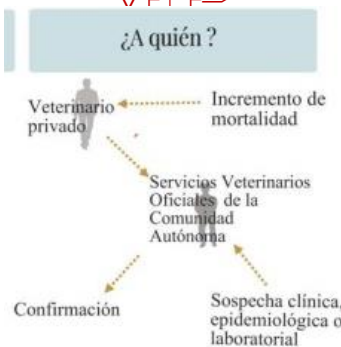 ¿A quién ?
Incremento de
mortalidad
Veterinario
privado
Servicios Veterinarios
Oficiales de la
Comunidad
Autónoma
Confirmación
Sospecha clínica,
epidemiológica o
laboratorial